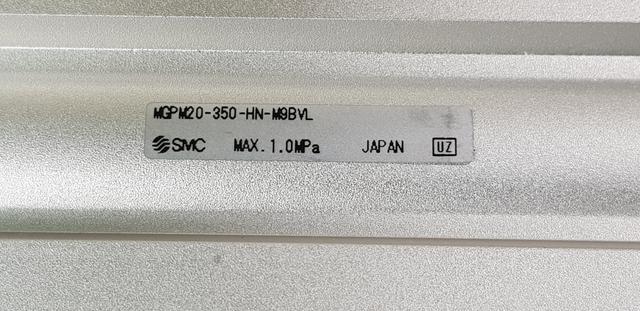 MGPM20-350-HN-M9BVL
SMC MAX.1.0MPa JAPAN UZ